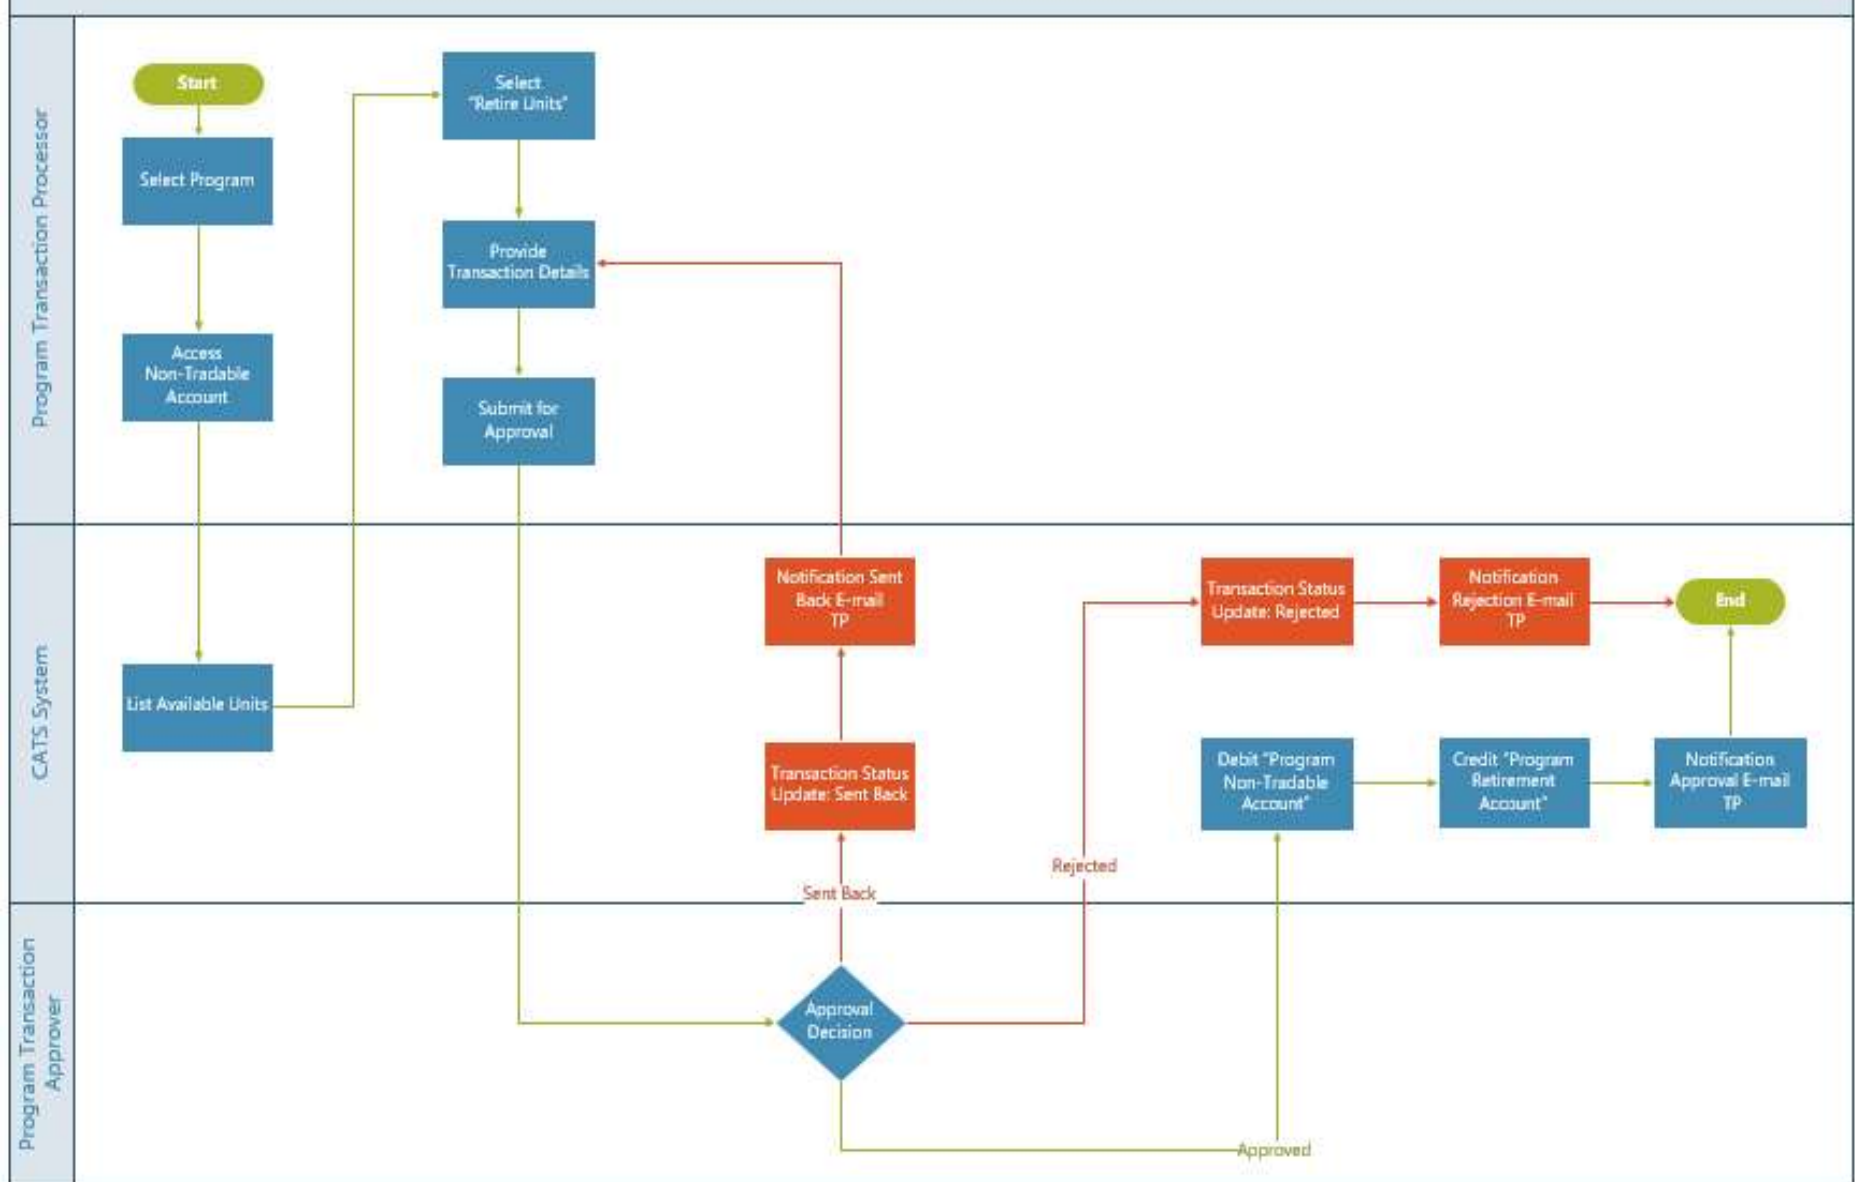 Program Transaction Processor
Start
Select Program
Access
Non-Tradable
Account
Select
"Retire Units"
Provide
Transaction Details
Submit for
Approval
CATS System
List Available Units
Notification Sent
Back E-mail
TP
Transaction Status
Update: Sent Back
Sent Back
Transaction Status
Update: Rejected
Notification
Rejection E-mail
TP
End
Debit "Program
Non-Tradable
Account"
Credit "Program
Retirement
Account"
Notification
Approval E-mail
TP
Rejected
Program Transaction
Approver
Approval
Decision
Approved